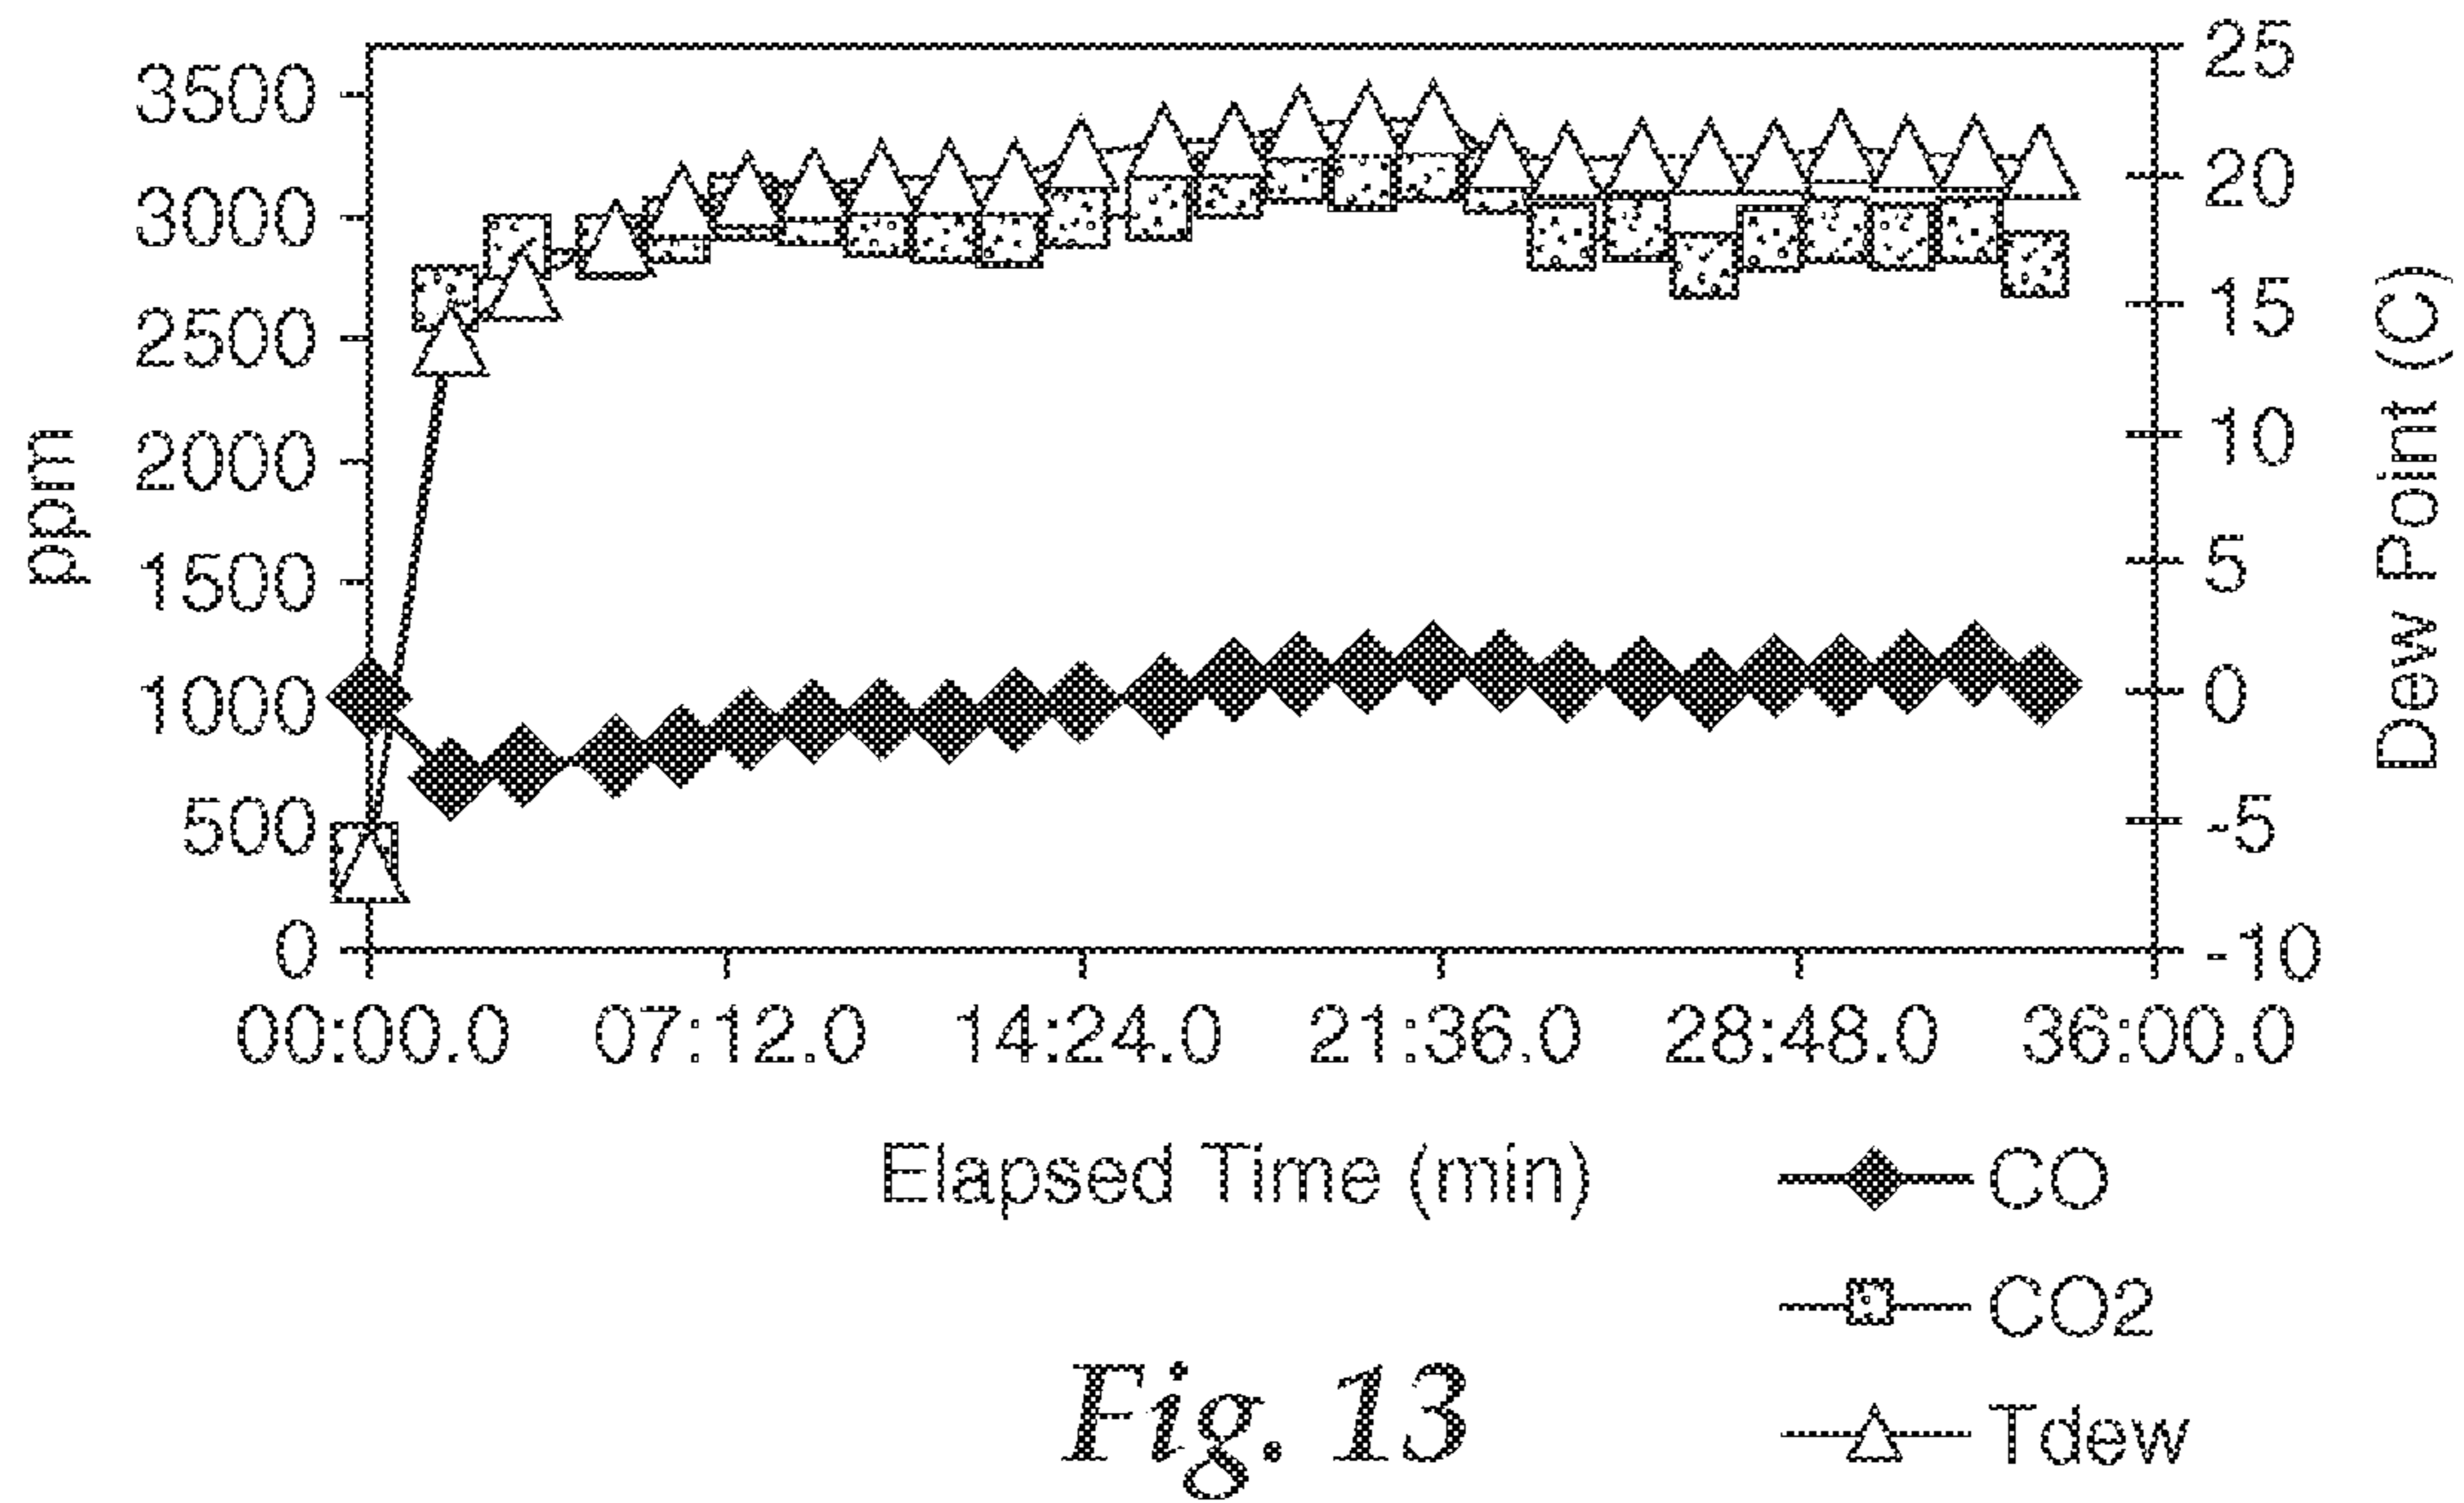 3500
3000
2500
2000
1500
1000
500
0
ppm
25
20
15
10
5
0
-5
-10
Dew Point (C)
00:00.0 07:12.0 14:24.0 21:36.0 28:48.0 36:00.0
Elapsed Time (min)
CO
CO2
Tdew
Fig. 13